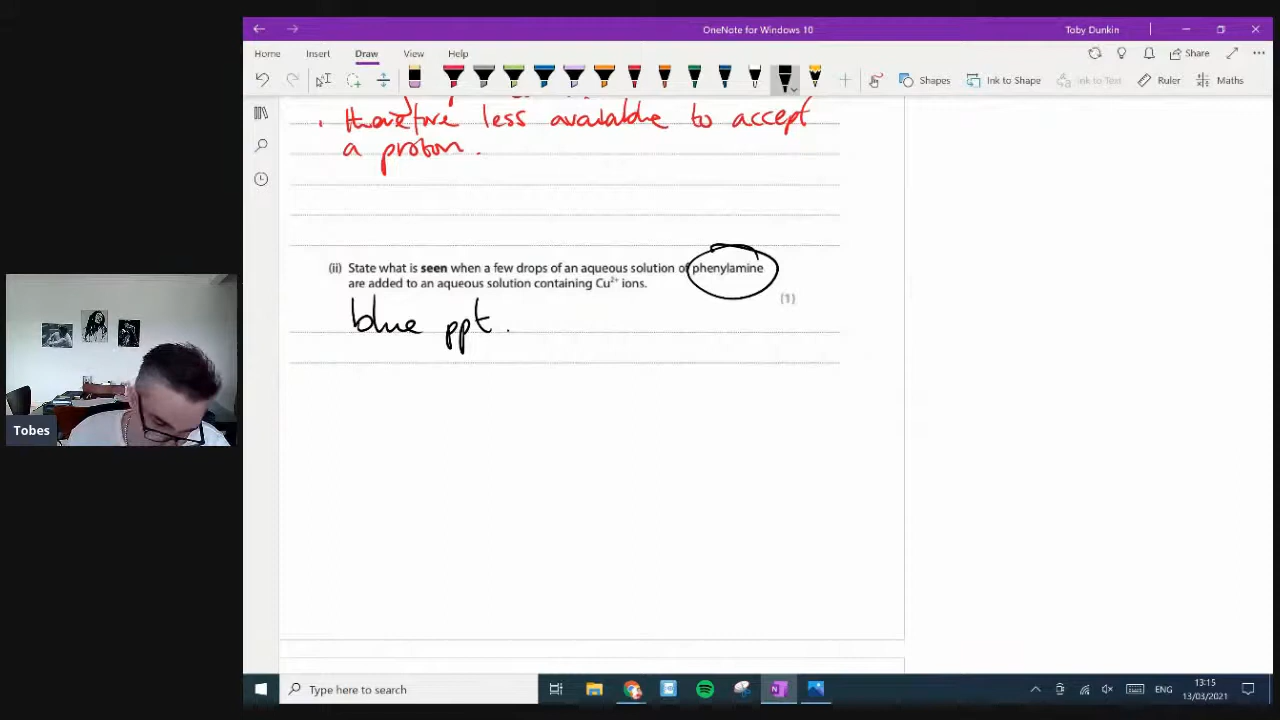 OneNote for Windows 10
Toby Dunkin
Home Insert Draw View Help
Share
Shapes Ink to Shape Ink to Text Ruler Maths
therefore less available to accept
a proton.
(ii) State what is seen when a few drops of an aqueous solution of phenylamine
are added to an aqueous solution containing Cu²⁺ ions.
(1)
blue ppt.
Tobes
Type here to search
ENG
13:15
13/03/2021